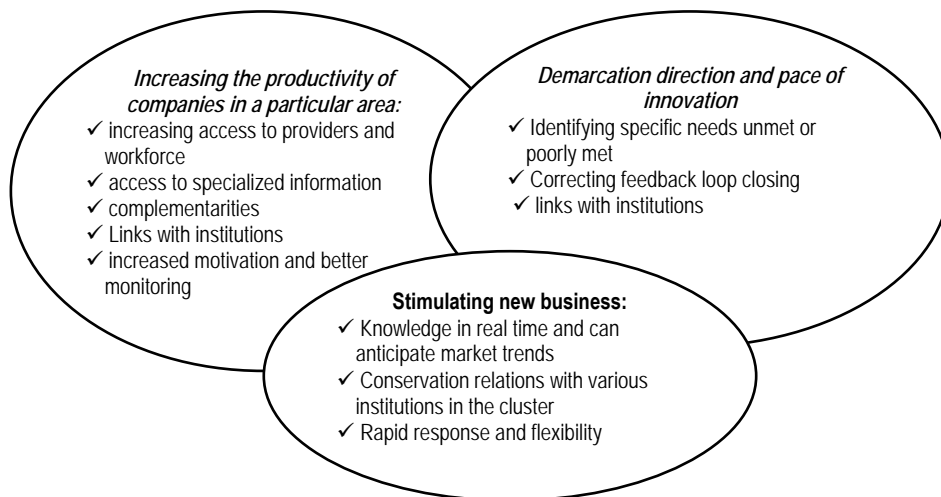 Increasing the productivity of
companies in a particular area:
✓ increasing access to providers and
workforce
✓ access to specialized information
✓ complementarities
✓ Links with institutions
✓ increased motivation and better
monitoring
Demarcation direction and pace of
innovation
✓ Identifying specific needs unmet or
poorly met
✓ Correcting feedback loop closing
✓ links with institutions
Stimulating new business:
✓ Knowledge in real time and can
anticipate market trends
✓ Conservation relations with various
institutions in the cluster
✓ Rapid response and flexibility